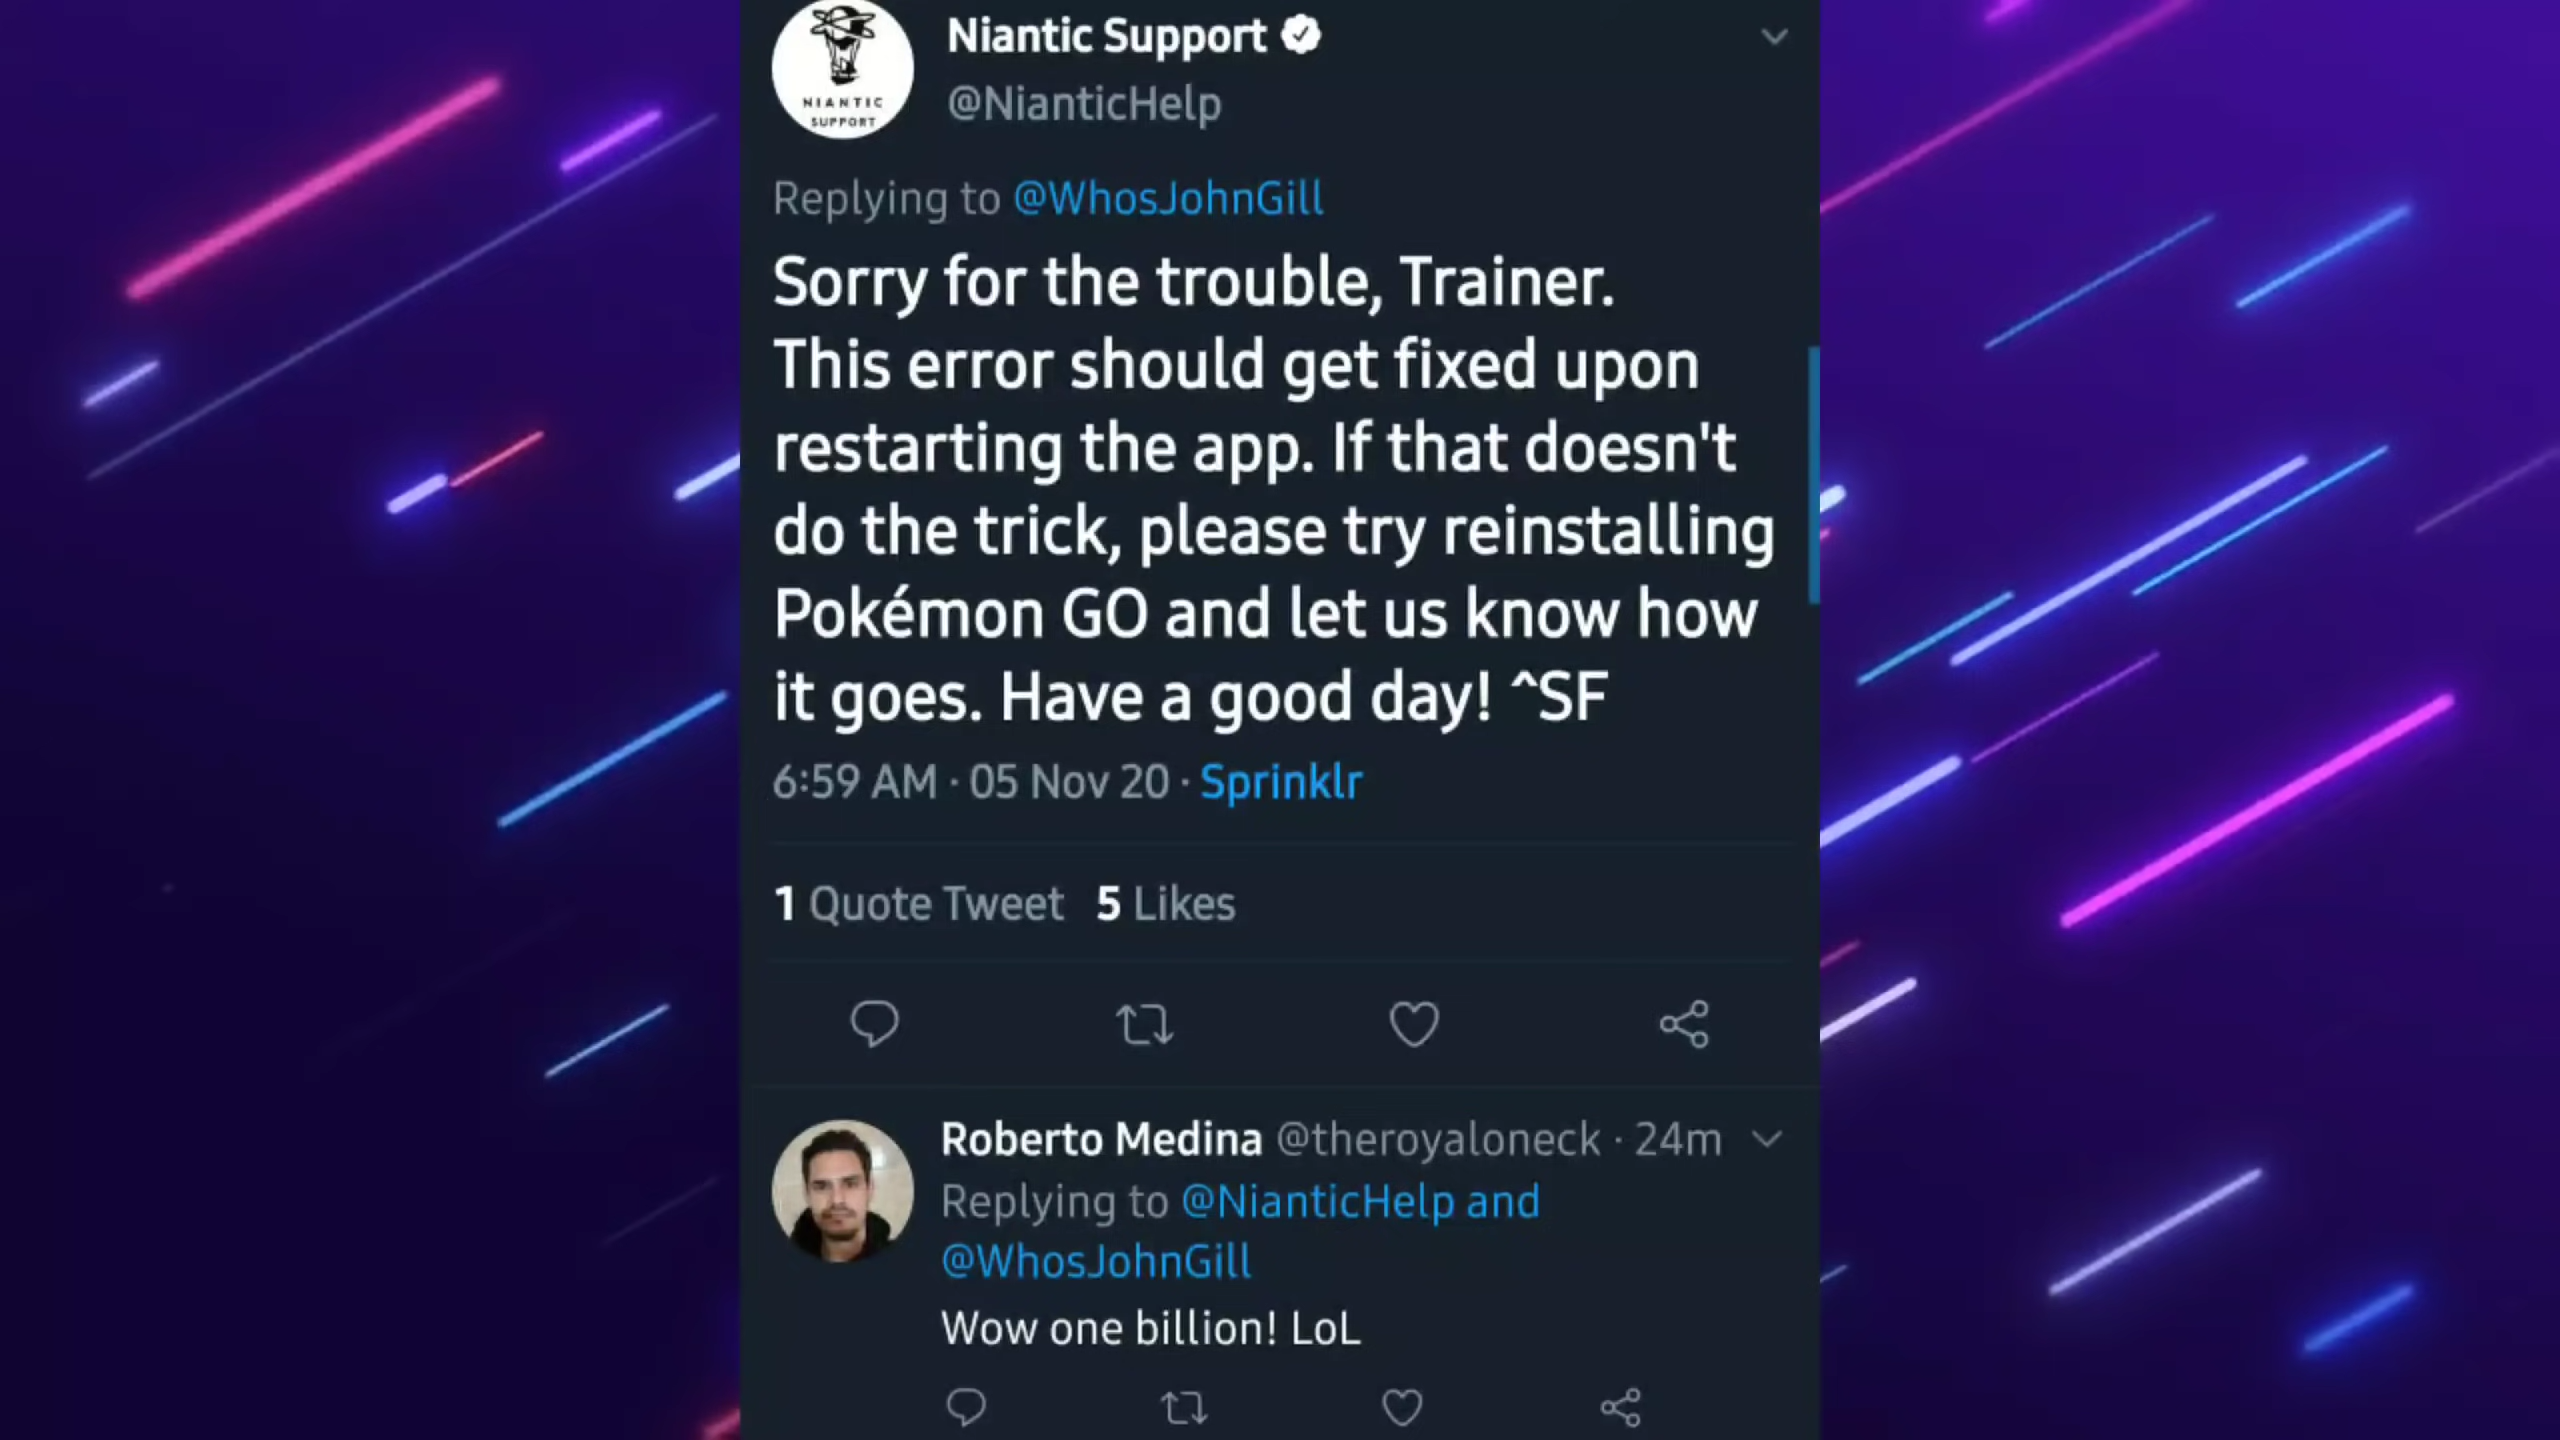 Niantic Support
@NianticHelp
NIANTIC
SUPPORT
Replying to @WhosJohnGill
Sorry for the trouble, Trainer.
This error should get fixed upon
restarting the app. If that doesn't
do the trick, please try reinstalling
Pokémon GO and let us know how
it goes. Have a good day! ^SF
6:59 AM · 05 Nov 20 · Sprinklr
1 Quote Tweet 5 Likes
Roberto Medina @theroyaloneck · 24m
Replying to @NianticHelp and
@WhosJohnGill
Wow one billion! LoL